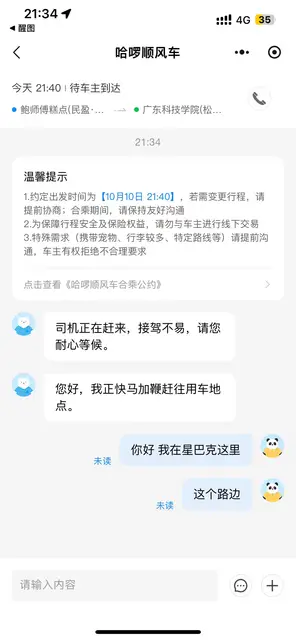 21:34
4G 35
醒图
哈啰顺风车
今天 21:40 | 待车主到达
鲍师傅糕点(民盈·... → 广东科技学院(松...
21:34
温馨提示
1.约定出发时间为【10月10日 21:40】，若需变更行程，请
提前协商；合乘期间，请保持友好沟通
2.为保障行程安全及保险权益，请勿与车主进行线下交易
3.特殊需求（携带宠物、行李较多、特定路线等）请提前沟
通，车主有权拒绝不合理要求
点击查看《哈啰顺风车合乘公约》
司机正在赶来，接驾不易，请您
耐心等候。
您好，我正快马加鞭赶往用车地
点。
你好 我在星巴克这里
未读
这个路边
未读
请输入内容